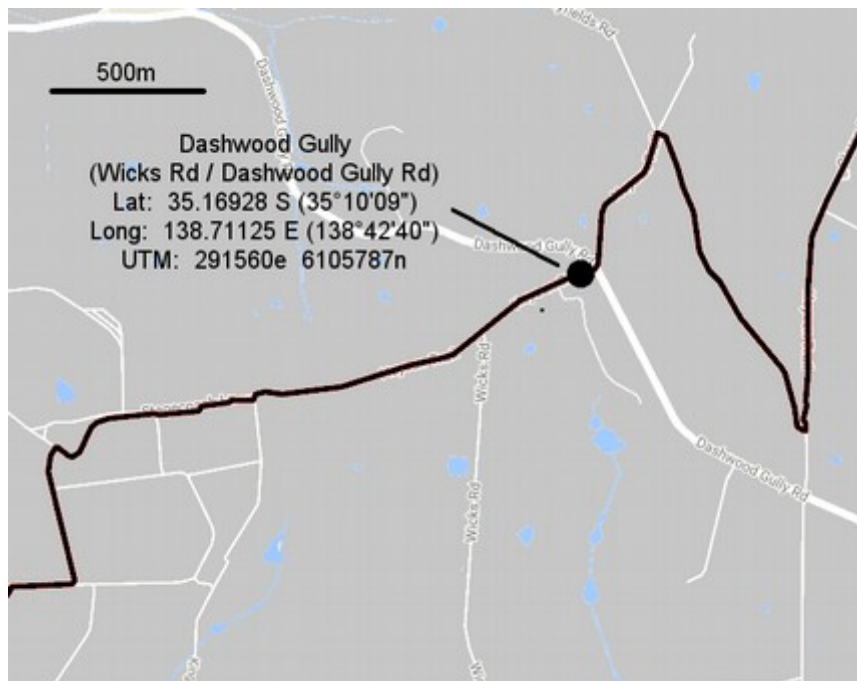 500m
Dashwood Gully
(Wicks Rd / Dashwood Gully Rd)
Lat: 35.16928 S (35°10'09")
Long: 138.71125 E (138°42'40")
UTM: 291560e 6105787n
Dashwood Gully
Dashwood Gully Rd
Wicks Rd
Wicks Rd
Dashwood Gully Rd